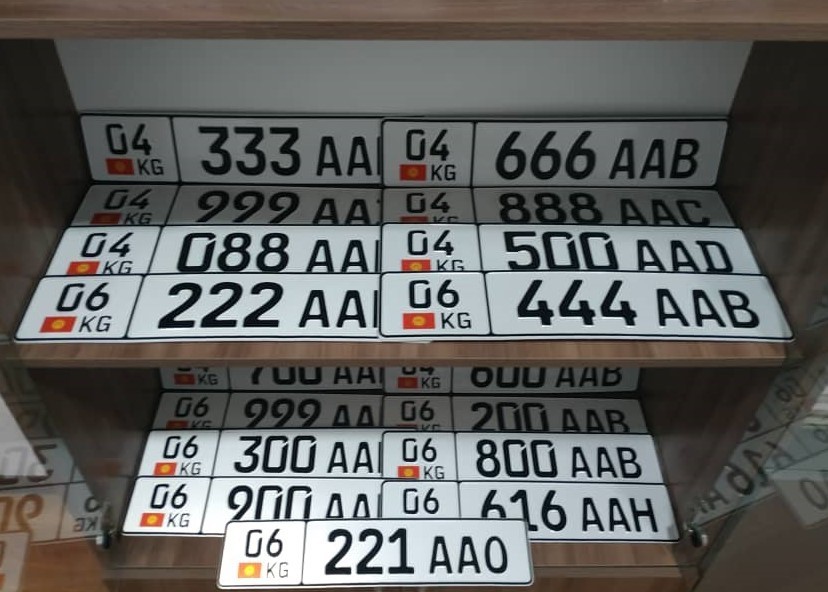 04 KG 333 AA
04 KG 666 AAB
04 KG 999 AA
04 KG 888 AAC
04 KG 088 AA
04 KG 500 AAD
06 KG 222 AA
06 KG 444 AAB
KG 700 AA
04 KG 600 AAB
06 KG 999 AA
06 200 AAB
06 KG 300 AA
06 KG 800 AAB
06 KG 900 AA
06 616 AAH
06 KG 221 AAO